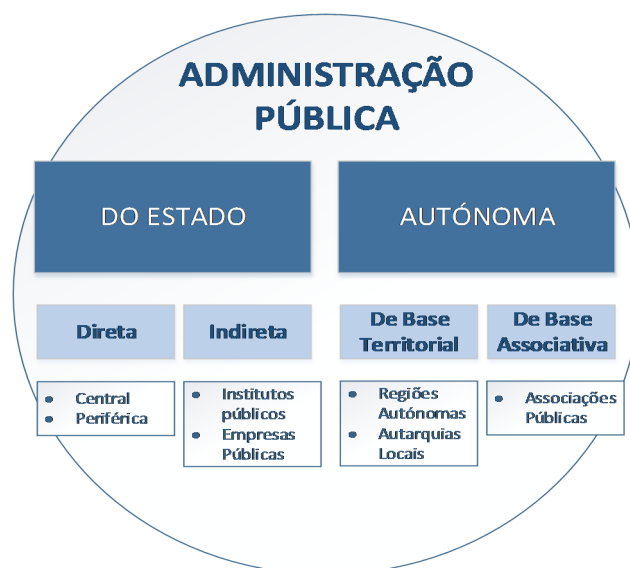 ADMINISTRAÇÃO
PÚBLICA
DO ESTADO
AUTÓNOMA
Direta
Indireta
De Base
Territorial
De Base
Associativa
• Central
• Periférica
• Institutos
públicos
• Empresas
Públicas
• Regiões
Autónomas
• Autarquias
Locais
• Associações
Públicas